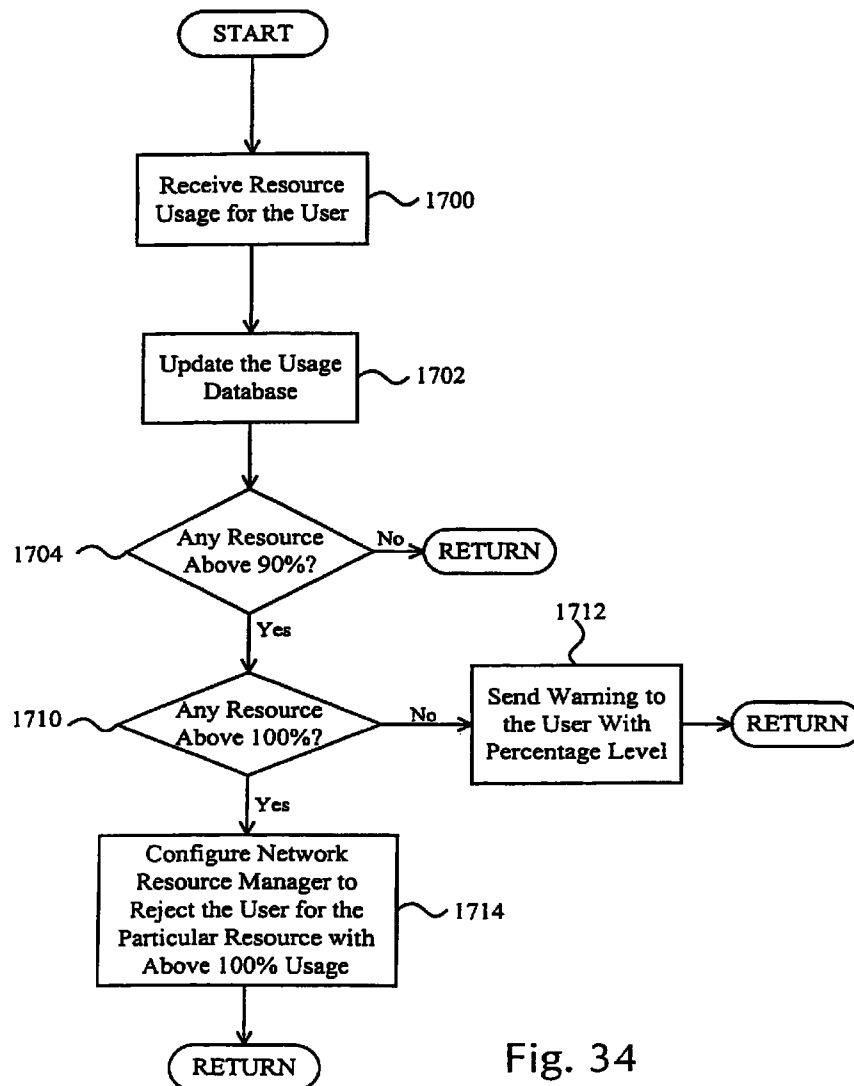 START
Receive Resource
Usage for the User
1700
Update the Usage
Database
1702
Any Resource
Above 90%?
1704
No
RETURN
Yes
1712
Any Resource
Above 100%?
1710
No
Send Warning to
the User With
Percentage Level
RETURN
Yes
Configure Network
Resource Manager to
Reject the User for the
Particular Resource with
Above 100% Usage
1714
RETURN
Fig. 34